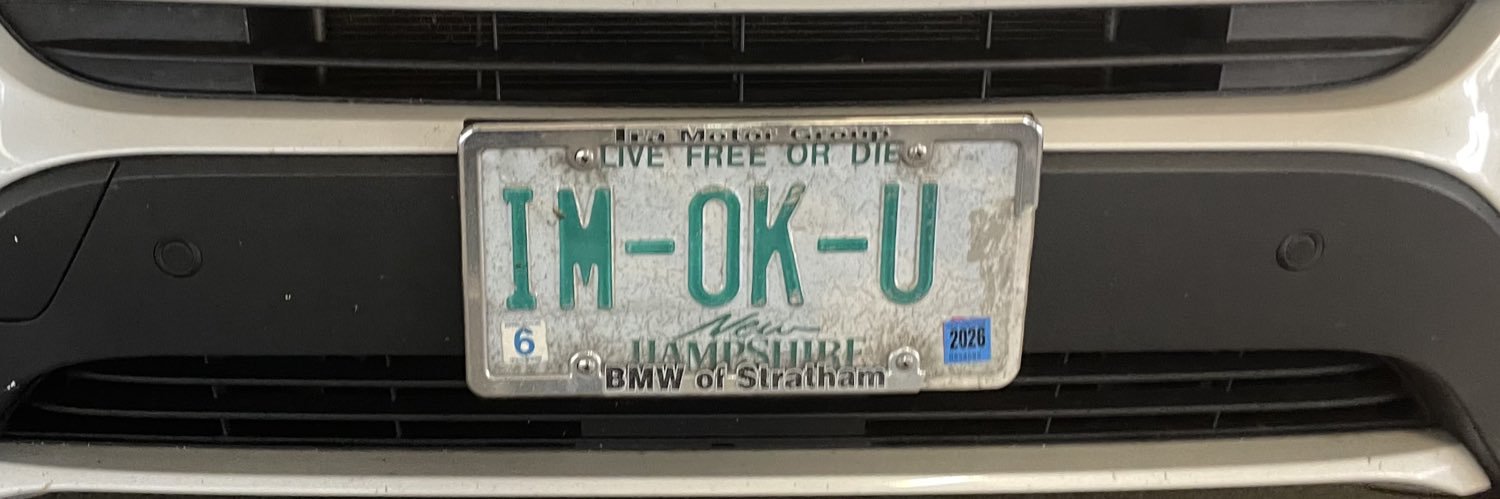 Ira Motor Group
LIVE FREE OR DIE
IM-OK-U
6
2026
New
HAMPSHIRE
BMW of Stratham